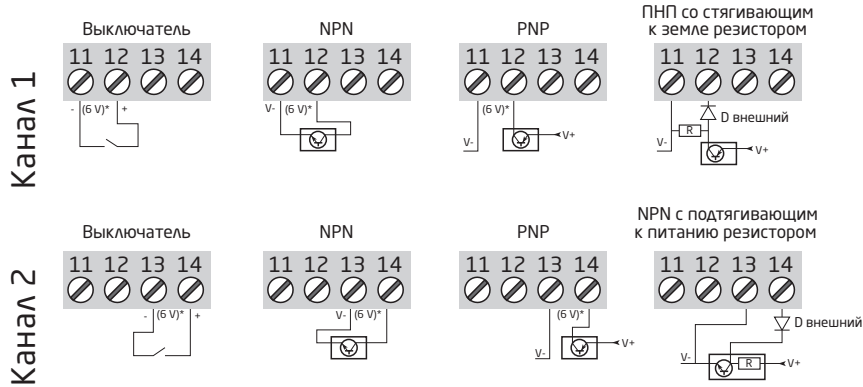 Канал 1
Выключатель
11 12 13 14
- (6 V)* +
NPN
11 12 13 14
V- (6 V)*
PNP
11 12 13 14
(6 V)*
V-
V+
ПНП со стягивающим
к земле резистором
11 12 13 14
D внешний
R
V-
V+
Канал 2
Выключатель
11 12 13 14
- (6 V)* +
NPN
11 12 13 14
V- (6 V)*
PNP
11 12 13 14
(6 V)*
V-
V+
NPN с подтягивающим
к питанию резистором
11 12 13 14
D внешний
V-
R
V+